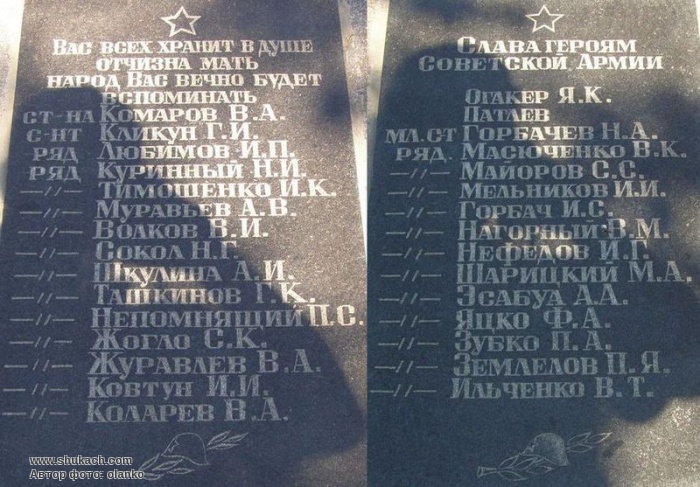 Вас всех хранит в душе
отчизна мать
народ Вас вечно будет
вспоминать
ст-на Комаров В.А.
с-нт Кликун Г.И.
ряд Любимов И.П.
ряд Куринный Н.И.
—〃— Тимошенко И.К.
—〃— Муравьев А.В.
—〃— Волков В.И.
—〃— Сокол Н.Г.
—〃— Шкулина А.И.
—〃— Ташкинов Г.К.
—〃— Непомнящий П.С.
—〃— Жогло С.К.
—〃— Журавлев В.А.
—〃— Ковтун И.И.
—〃— Коларев В.А.
www.shukach.com
Автор фото: olanko
Слава героям
Советской Армии
Огакер Я.К.
Патлев
мл.ст Горбачев Н.А.
ряд. Масюченко В.К.
—〃— Майоров С.С.
—〃— Мельников И.И.
—〃— Горбач И.С.
—〃— Нагорный В.М.
—〃— Нефедов И.Г.
—〃— Шарицкий М.А.
—〃— Эсабуа А.А.
—〃— Яцко Ф.А.
—〃— Зубко П.А.
—〃— Землелов П.Я.
—〃— Ильченко В.Т.